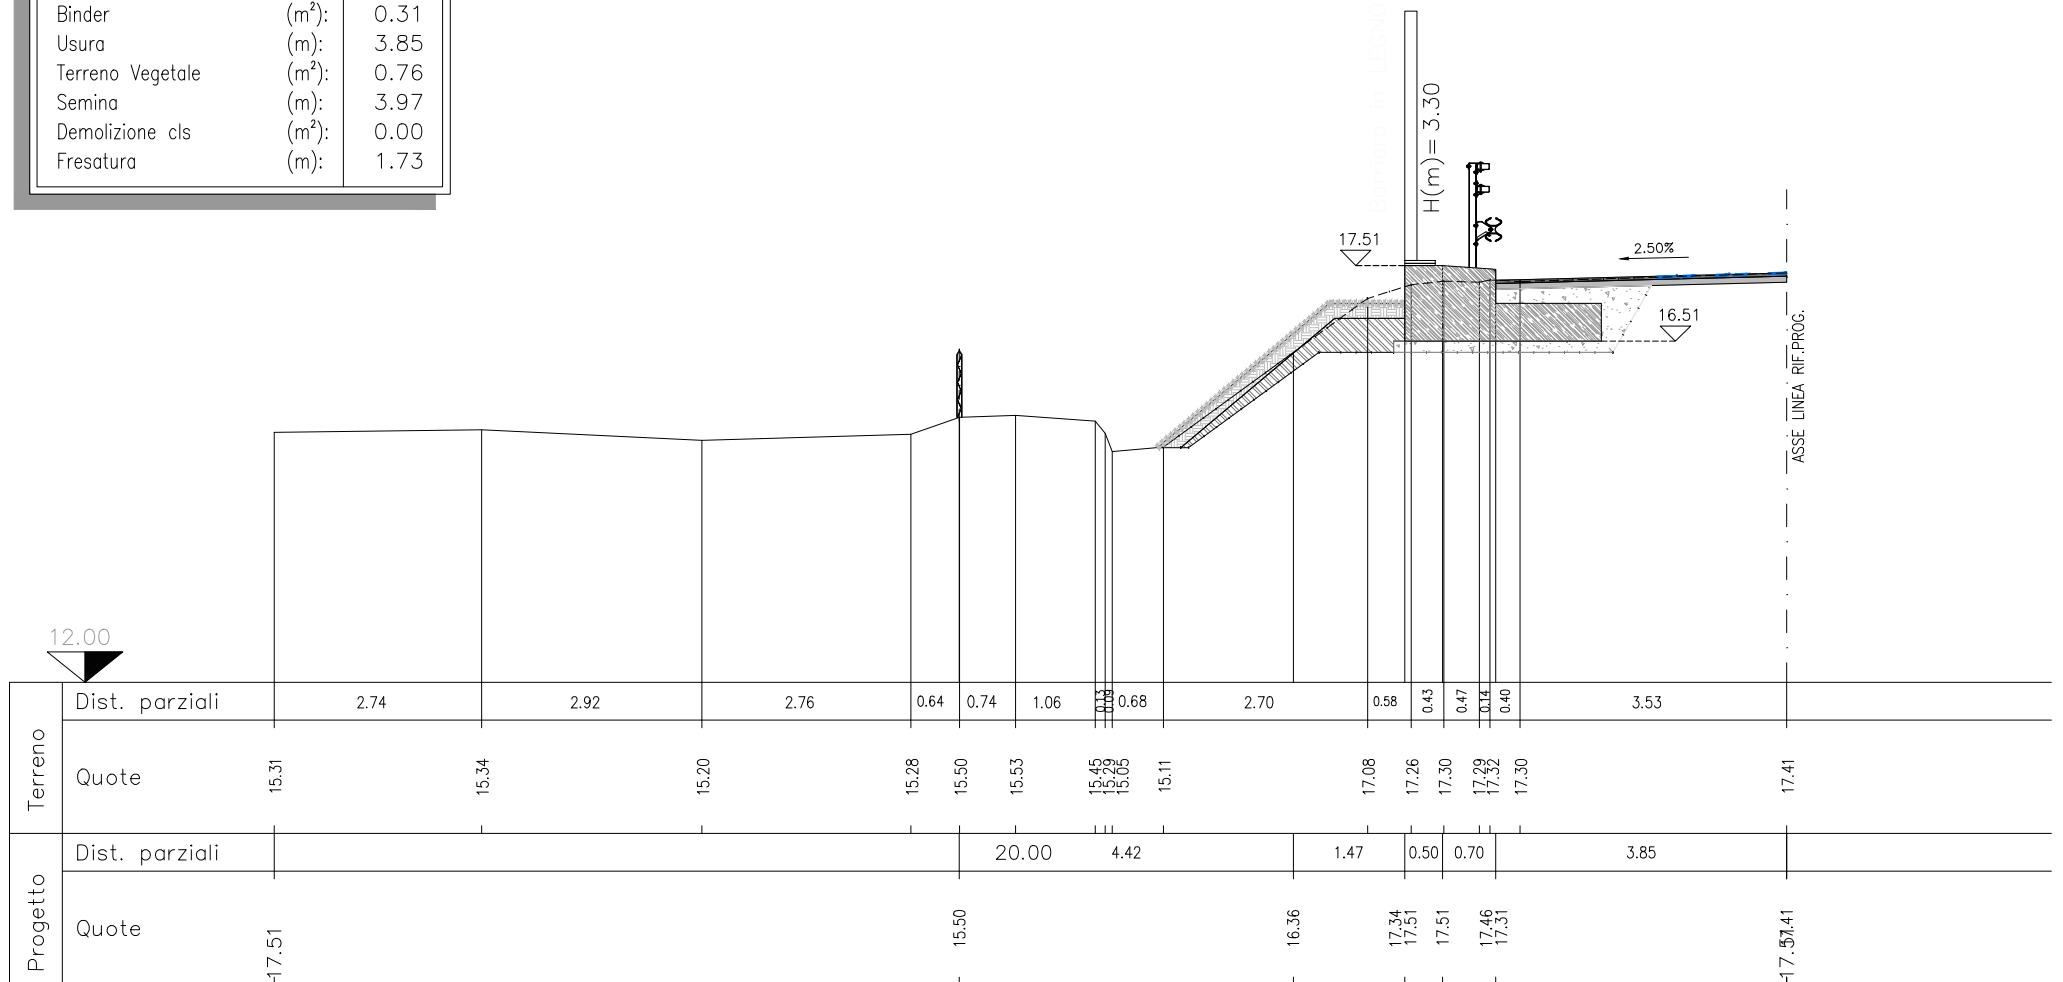 Binder (m²): 0.31
Usura (m): 3.85
Terreno Vegetale (m²): 0.76
Semina (m): 3.97
Demolizione cls (m²): 0.00
Fresatura (m): 1.73
H(m)= 3.30
17.51
2.50%
16.51
ASSE LINEA RIF.PROG.
12.00
Terreno
Dist. parziali 2.74 2.92 2.76 0.64 0.74 1.06 0.13 0.09 0.68 2.70 0.58 0.43 0.47 0.14 0.40 3.53
Quote 15.31 15.34 15.20 15.28 15.50 15.53 15.45 15.29 15.05 15.11 17.08 17.26 17.30 17.29 17.32 17.30 17.41
Progetto
Dist. parziali 20.00 4.42 1.47 0.50 0.70 3.85
Quote -17.51 15.50 16.36 17.34 17.51 17.51 17.46 17.31 17.41